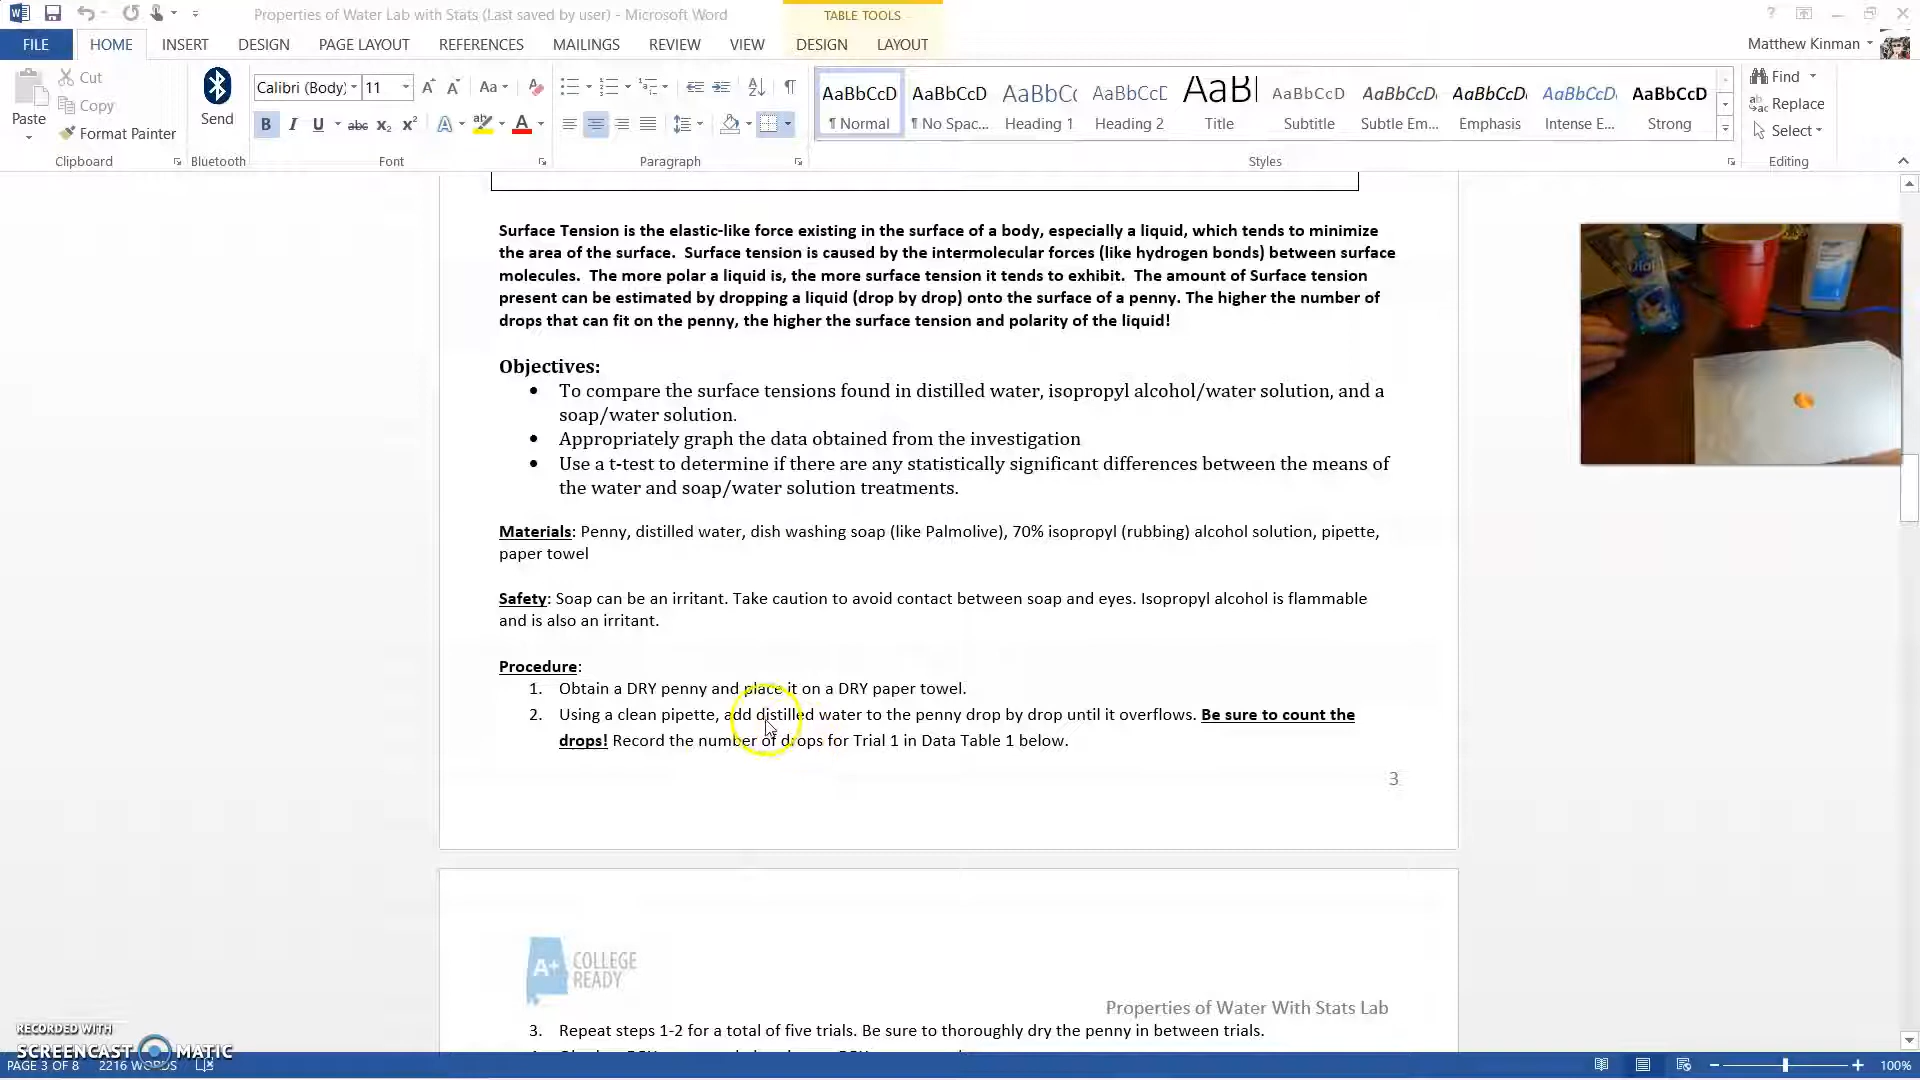 Properties of Water Lab with Stats (Last saved by user) - Microsoft Word
TABLE TOOLS
FILE HOME INSERT DESIGN PAGE LAYOUT REFERENCES MAILINGS REVIEW VIEW DESIGN LAYOUT
Matthew Kinman
Paste
Cut
Copy
Format Painter
Clipboard
Send
Bluetooth
Calibri (Body) 11
Font
Paragraph
AaBbCcD AaBbCcD AaBbC AaBbCcD AaB AaBbCcD AaBbCcD AaBbCcD AaBbCcD AaBbCcD
¶ Normal ¶ No Spac... Heading 1 Heading 2 Title Subtitle Subtle Em... Emphasis Intense E... Strong
Styles
Find
Replace
Select
Editing
Surface Tension is the elastic-like force existing in the surface of a body, especially a liquid, which tends to minimize
the area of the surface.  Surface tension is caused by the intermolecular forces (like hydrogen bonds) between surface
molecules.  The more polar a liquid is, the more surface tension it tends to exhibit.  The amount of Surface tension
present can be estimated by dropping a liquid (drop by drop) onto the surface of a penny. The higher the number of
drops that can fit on the penny, the higher the surface tension and polarity of the liquid!
Objectives:
• To compare the surface tensions found in distilled water, isopropyl alcohol/water solution, and a
soap/water solution.
• Appropriately graph the data obtained from the investigation
• Use a t-test to determine if there are any statistically significant differences between the means of
the water and soap/water solution treatments.
Materials: Penny, distilled water, dish washing soap (like Palmolive), 70% isopropyl (rubbing) alcohol solution, pipette,
paper towel
Safety: Soap can be an irritant. Take caution to avoid contact between soap and eyes. Isopropyl alcohol is flammable
and is also an irritant.
Procedure:
1. Obtain a DRY penny and place it on a DRY paper towel.
2. Using a clean pipette, add distilled water to the penny drop by drop until it overflows. Be sure to count the
drops! Record the number of drops for Trial 1 in Data Table 1 below.
3
A+ COLLEGE
READY
Properties of Water With Stats Lab
3. Repeat steps 1-2 for a total of five trials. Be sure to thoroughly dry the penny in between trials.
RECORDED WITH
SCREENCAST MATIC
PAGE 3 OF 8 2216 WORDS
100%